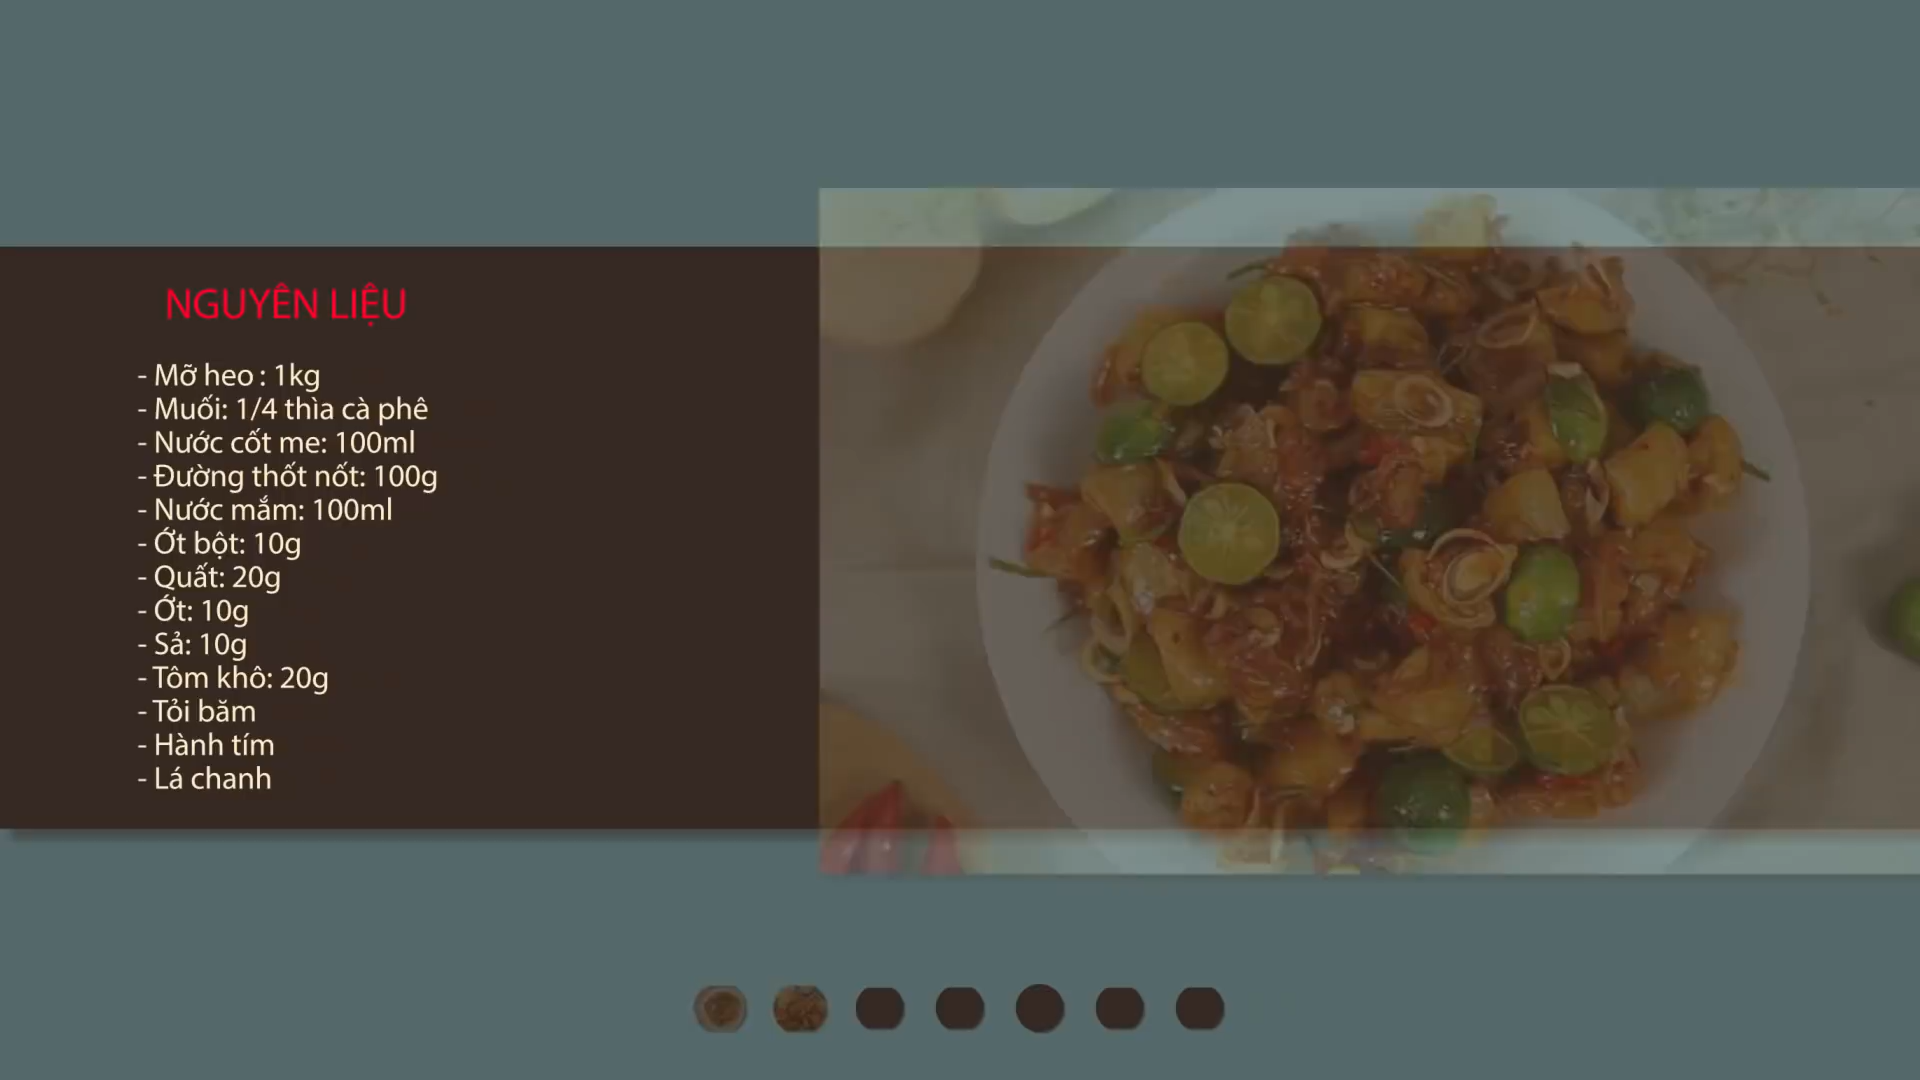 NGUYÊN LIỆU
- Mỡ heo : 1kg
- Muối: 1/4 thìa cà phê
- Nước cốt me: 100ml
- Đường thốt nốt: 100g
- Nước mắm: 100ml
- Ớt bột: 10g
- Quất: 20g
- Ớt: 10g
- Sả: 10g
- Tôm khô: 20g
- Tỏi băm
- Hành tím
- Lá chanh